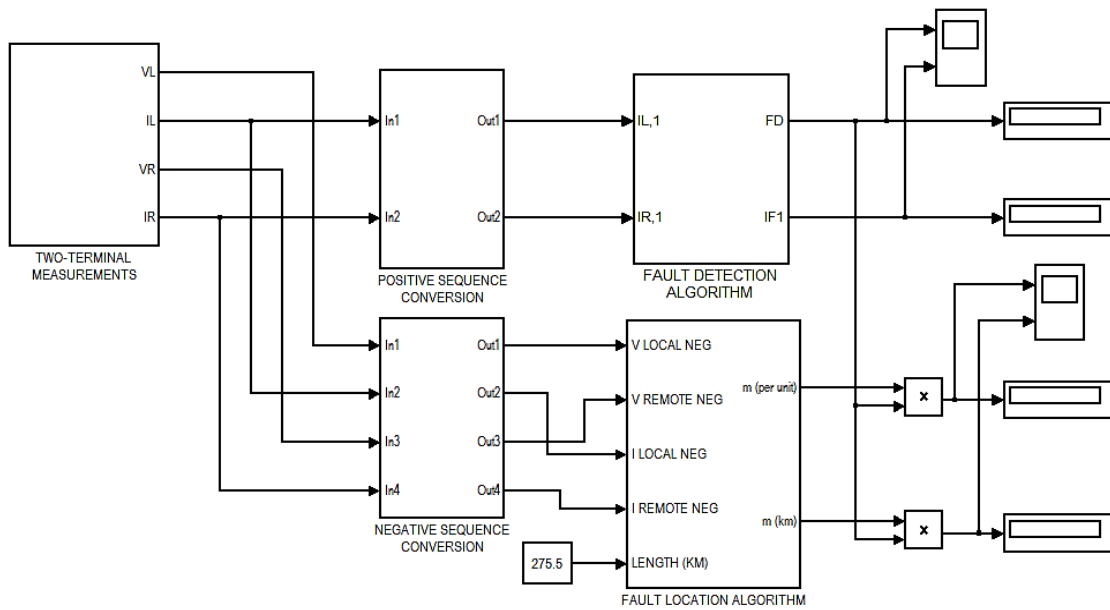 VL
IL
VR
IR
TWO-TERMINAL
MEASUREMENTS
In1
In2
Out1
Out2
POSITIVE SEQUENCE
CONVERSION
IL,1
IR,1
FD
IF1
FAULT DETECTION
ALGORITHM
In1
In2
In3
In4
Out1
Out2
Out3
Out4
NEGATIVE SEQUENCE
CONVERSION
V LOCAL NEG
V REMOTE NEG
I LOCAL NEG
I REMOTE NEG
LENGTH (KM)
m (per unit)
m (km)
FAULT LOCATION ALGORITHM
275.5
×
×